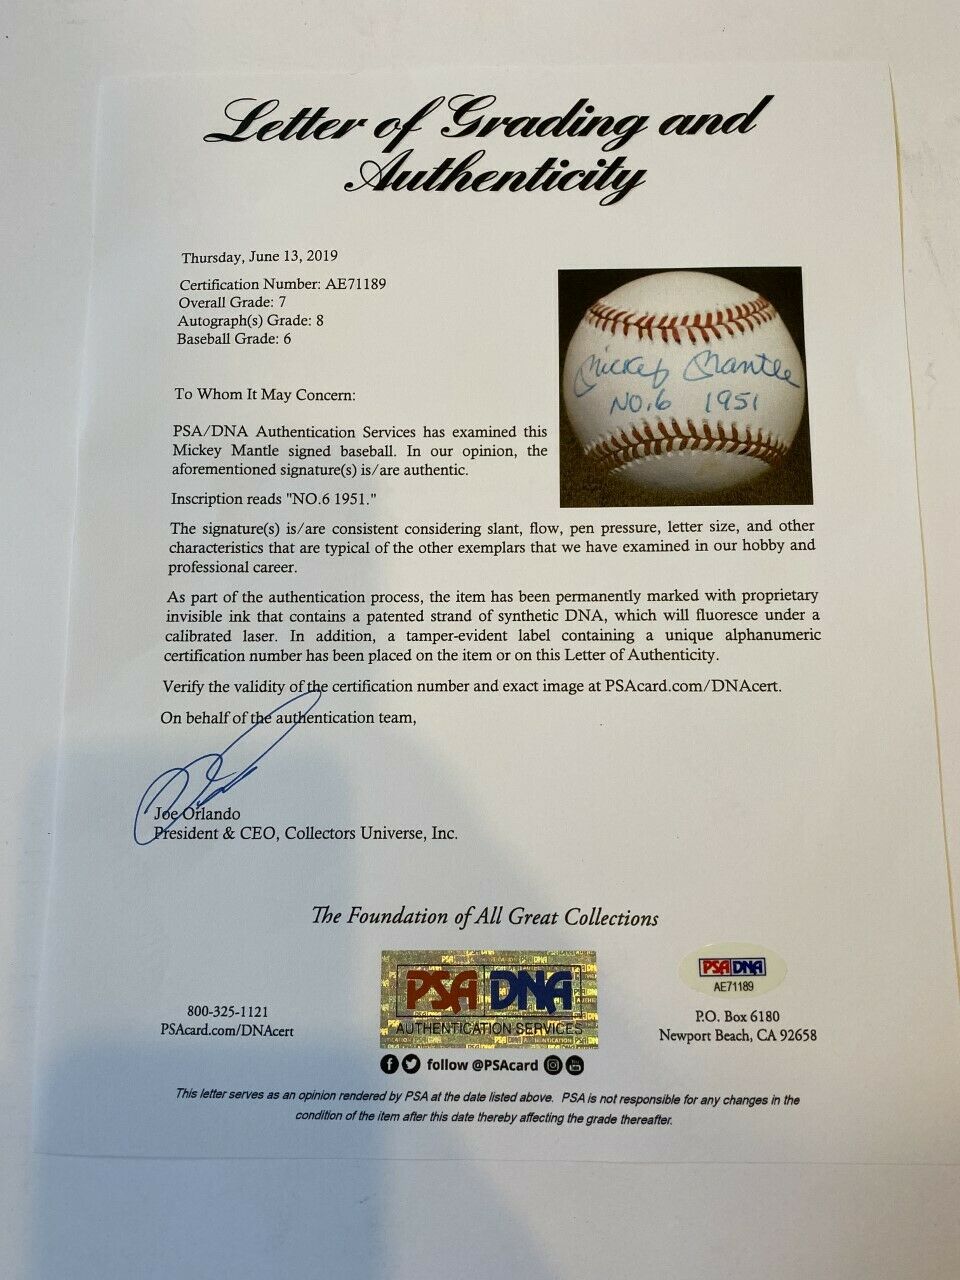 Letter of Grading and
Authenticity
Thursday, June 13, 2019
Certification Number: AE71189
Overall Grade: 7
Autograph(s) Grade: 8
Baseball Grade: 6
Mickey Mantle
NO.6 1951
To Whom It May Concern:
PSA/DNA Authentication Services has examined this
Mickey Mantle signed baseball. In our opinion, the
aforementioned signature(s) is/are authentic.
Inscription reads "NO.6 1951."
The signature(s) is/are consistent considering slant, flow, pen pressure, letter size, and other
characteristics that are typical of the other exemplars that we have examined in our hobby and
professional career.
As part of the authentication process, the item has been permanently marked with proprietary
invisible ink that contains a patented strand of synthetic DNA, which will fluoresce under a
calibrated laser. In addition, a tamper-evident label containing a unique alphanumeric
certification number has been placed on the item or on this Letter of Authenticity.
Verify the validity of the certification number and exact image at PSAcard.com/DNAcert.
On behalf of the authentication team,
Joe Orlando
President & CEO, Collectors Universe, Inc.
The Foundation of All Great Collections
800-325-1121
PSAcard.com/DNAcert
PSA DNA
AUTHENTICATION SERVICES
follow @PSAcard
PSA DNA
AE71189
P.O. Box 6180
Newport Beach, CA 92658
This letter serves as an opinion rendered by PSA at the date listed above. PSA is not responsible for any changes in the
condition of the item after this date thereby affecting the grade thereafter.